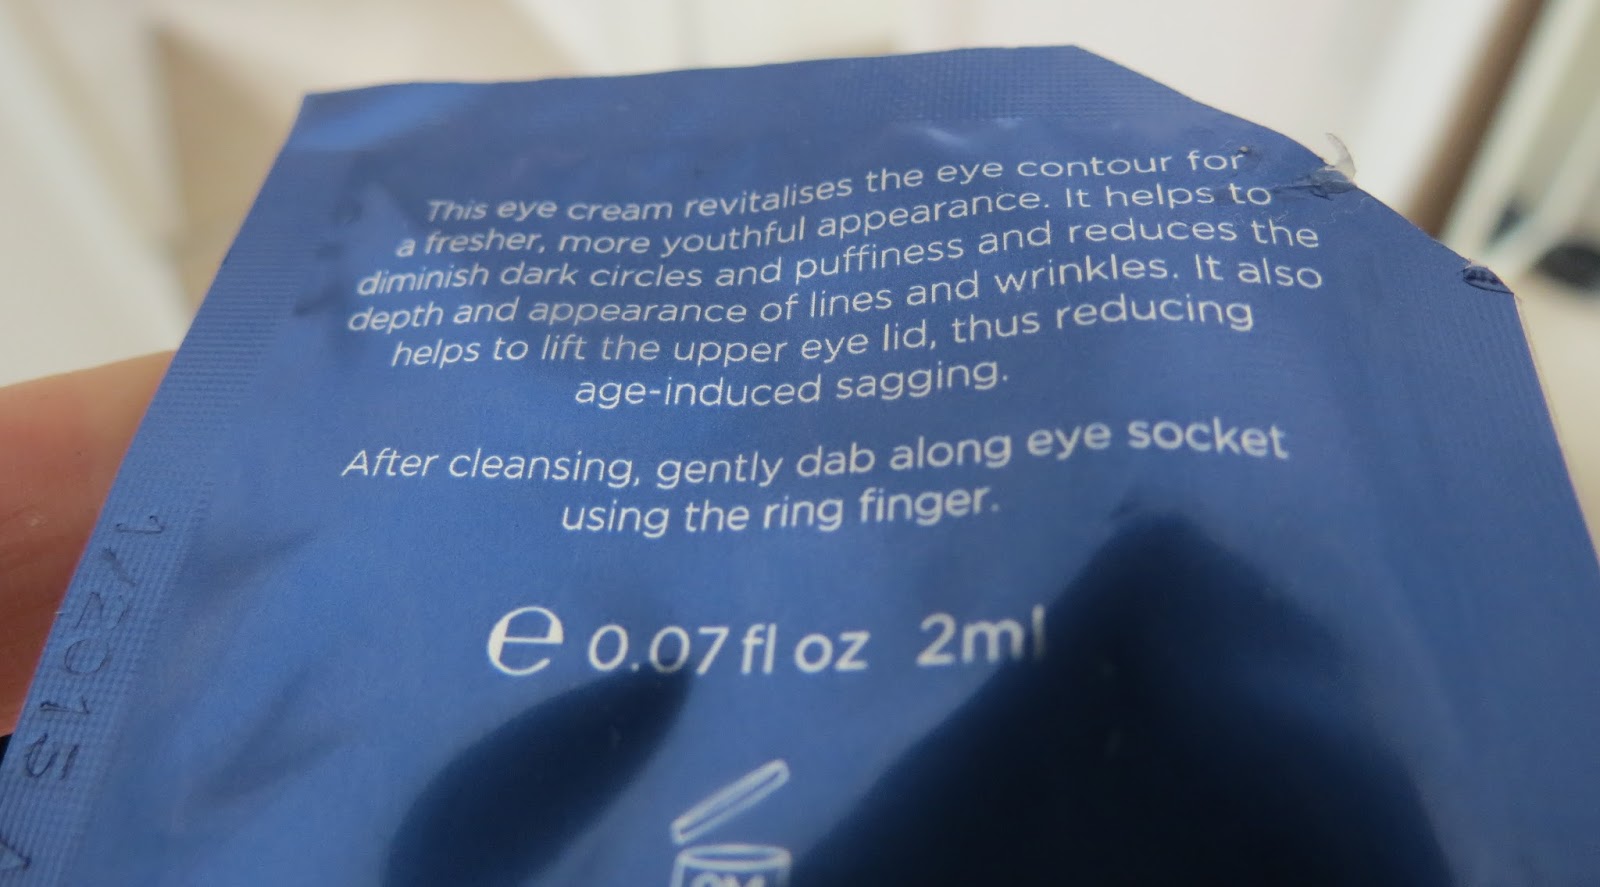 This eye cream revitalises the eye contour for
a fresher, more youthful appearance. It helps to
diminish dark circles and puffiness and reduces the
depth and appearance of lines and wrinkles. It also
helps to lift the upper eye lid, thus reducing
age-induced sagging.
After cleansing, gently dab along eye socket
using the ring finger.
e 0.07 fl oz 2ml